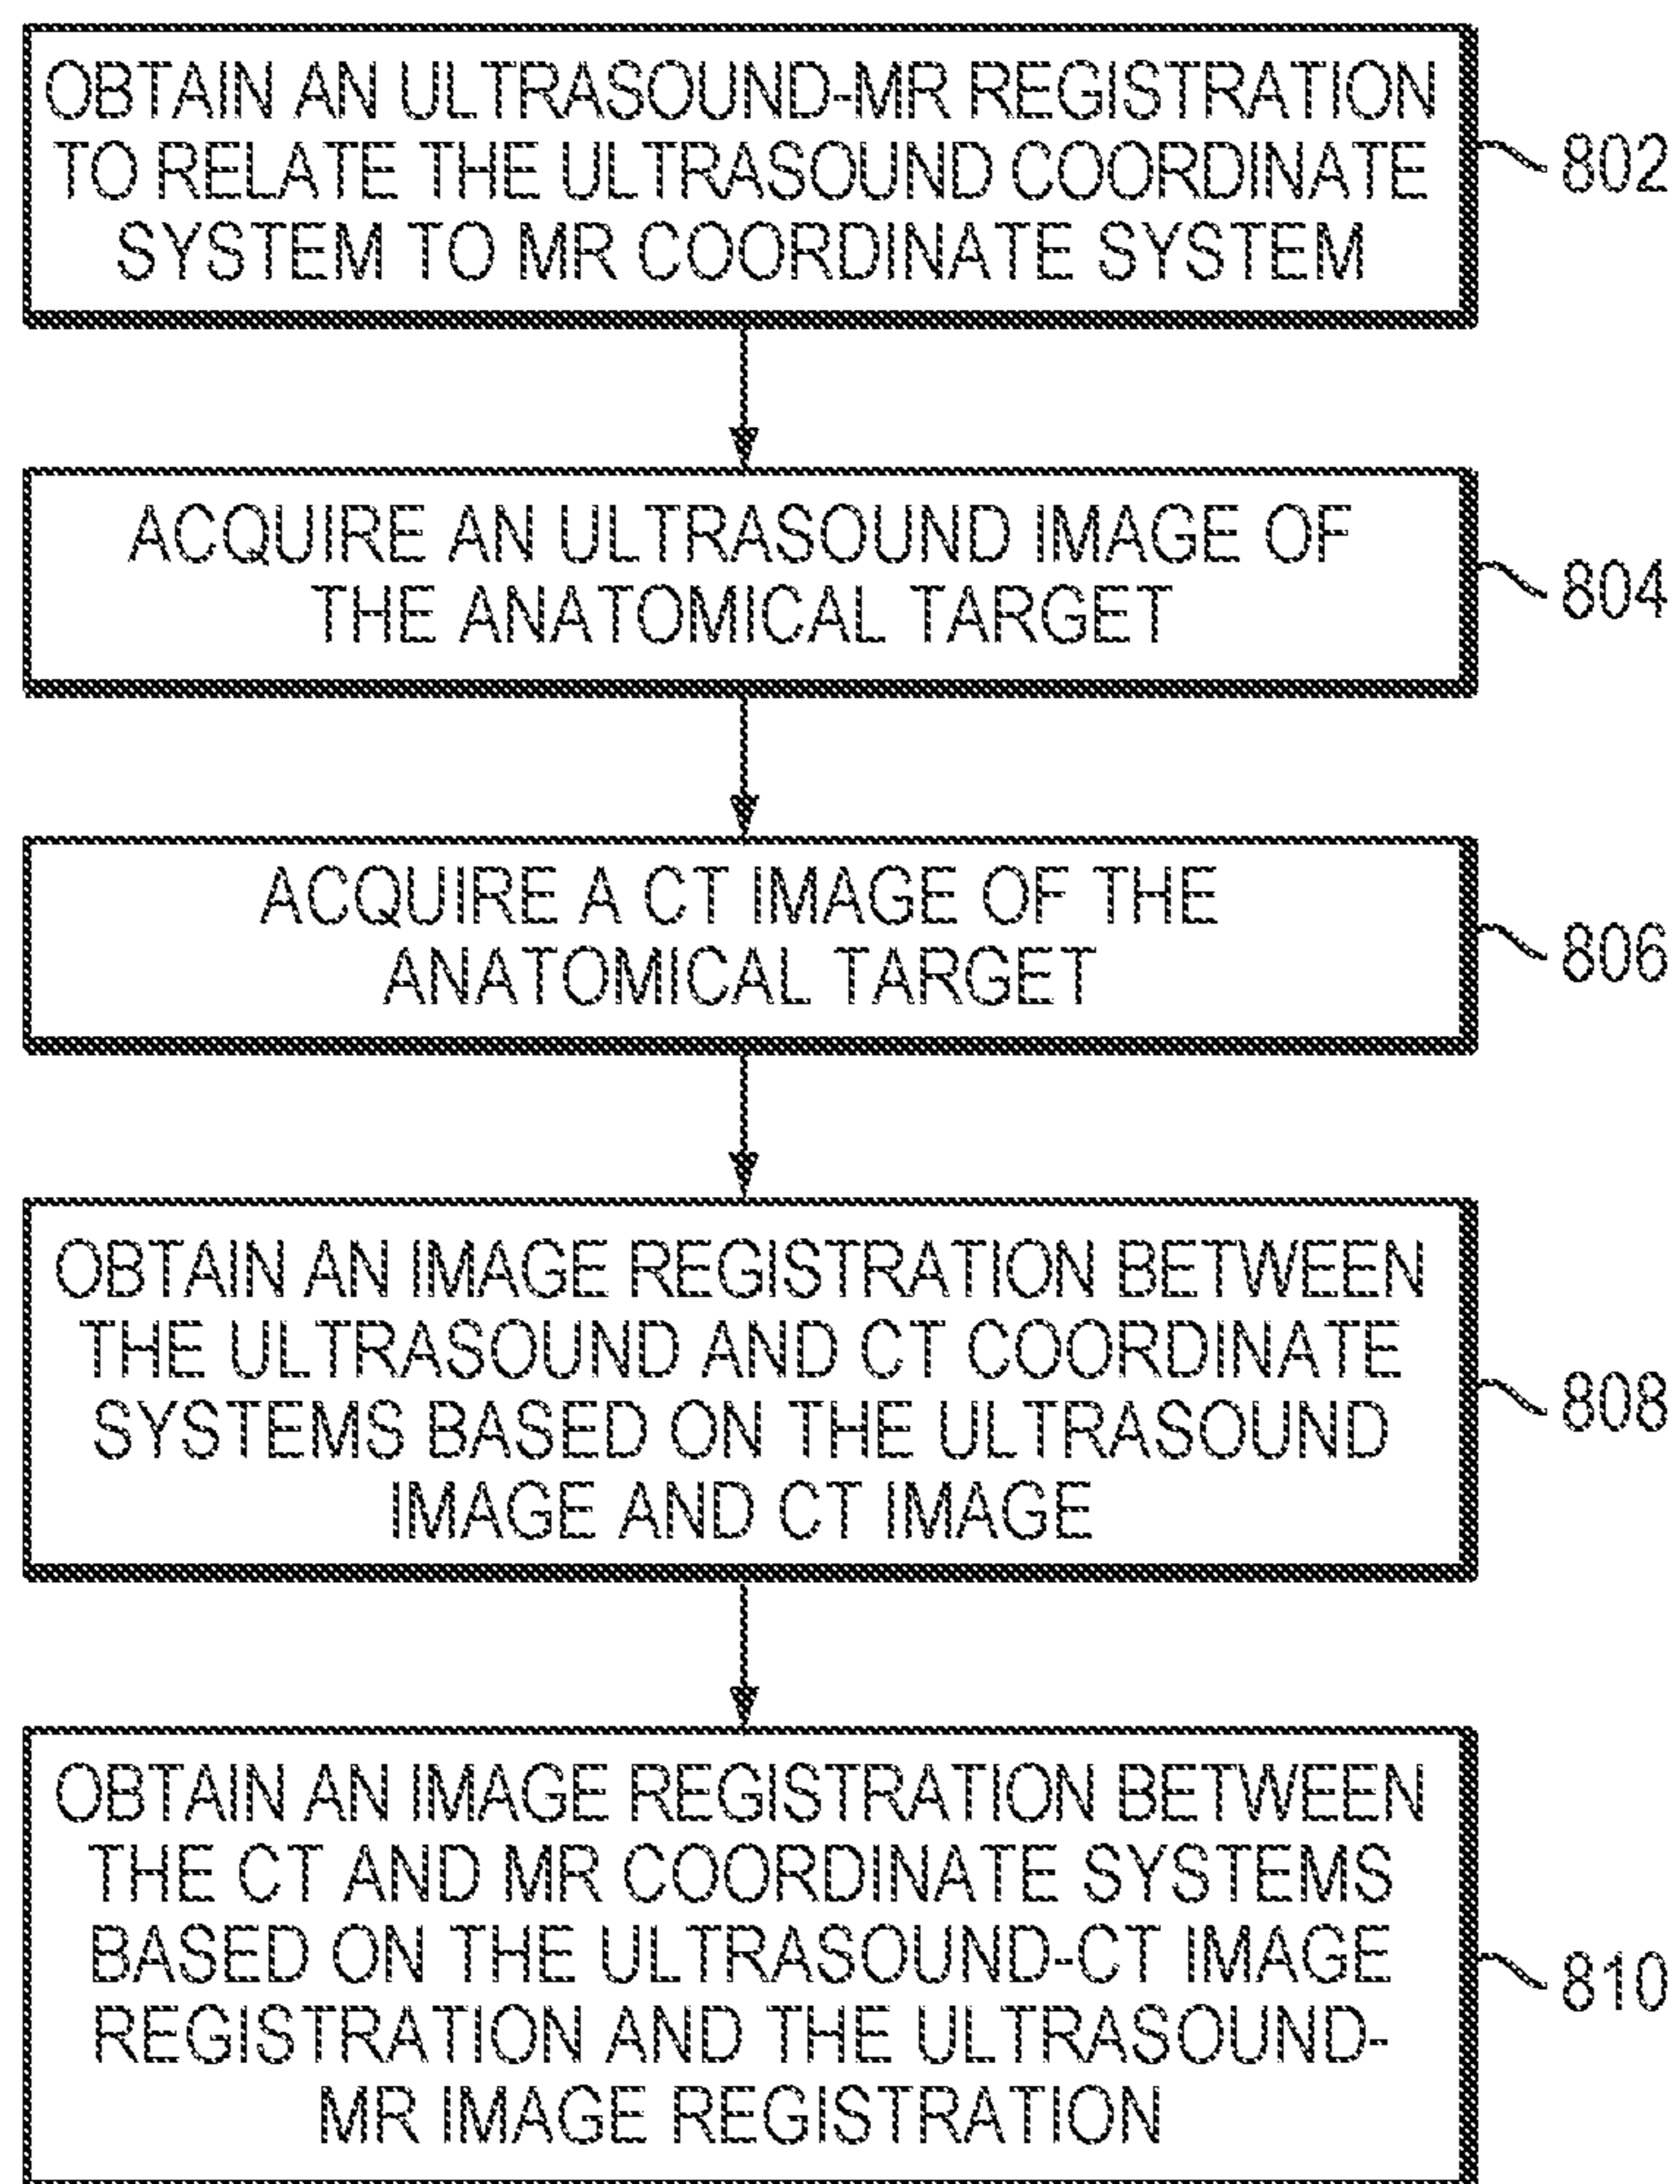 OBTAIN AN ULTRASOUND-MR REGISTRATION
TO RELATE THE ULTRASOUND COORDINATE
SYSTEM TO MR COORDINATE SYSTEM
802
ACQUIRE AN ULTRASOUND IMAGE OF
THE ANATOMICAL TARGET
804
ACQUIRE A CT IMAGE OF THE
ANATOMICAL TARGET
806
OBTAIN AN IMAGE REGISTRATION BETWEEN
THE ULTRASOUND AND CT COORDINATE
SYSTEMS BASED ON THE ULTRASOUND
IMAGE AND CT IMAGE
808
OBTAIN AN IMAGE REGISTRATION BETWEEN
THE CT AND MR COORDINATE SYSTEMS
BASED ON THE ULTRASOUND-CT IMAGE
REGISTRATION AND THE ULTRASOUND-
MR IMAGE REGISTRATION
810